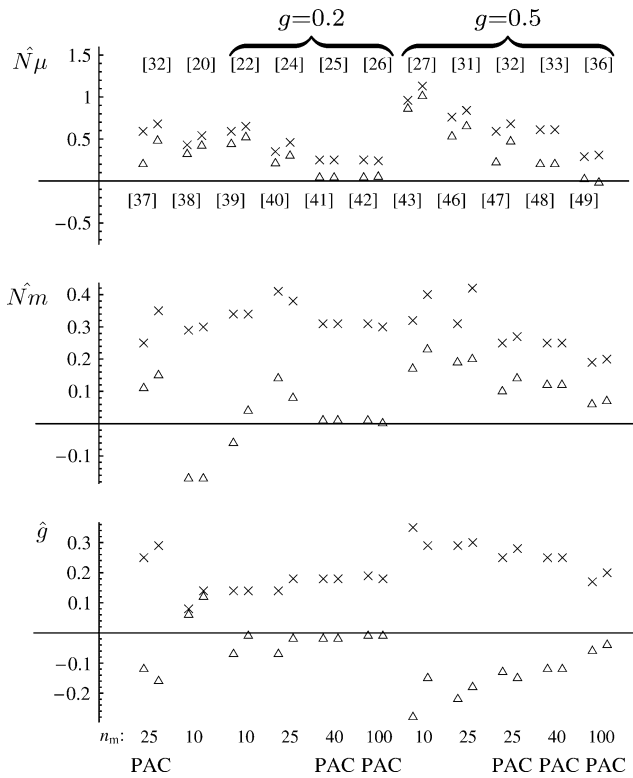 g=0.2 g=0.5
N̂μ [32] [20] [22] [24] [25] [26] [27] [31] [32] [33] [36]
1.5
1
0.5
[37] [38] [39] [40] [41] [42] [43] [46] [47] [48] [49]
−0.5
N̂m
0.4
0.3
0.2
0.1
−0.1
ĝ
0.3
0.2
0.1
−0.1
−0.2
nm: 25 10 10 25 40 100 10 25 25 40 100
PAC PAC PAC PAC PAC PAC